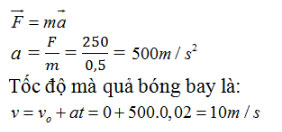 F⃗ = ma⃗
a = F/m = 250/0,5 = 500m / s²
Tốc độ mà quả bóng bay là:
v = vₒ + at = 0 + 500.0,02 = 10m / s